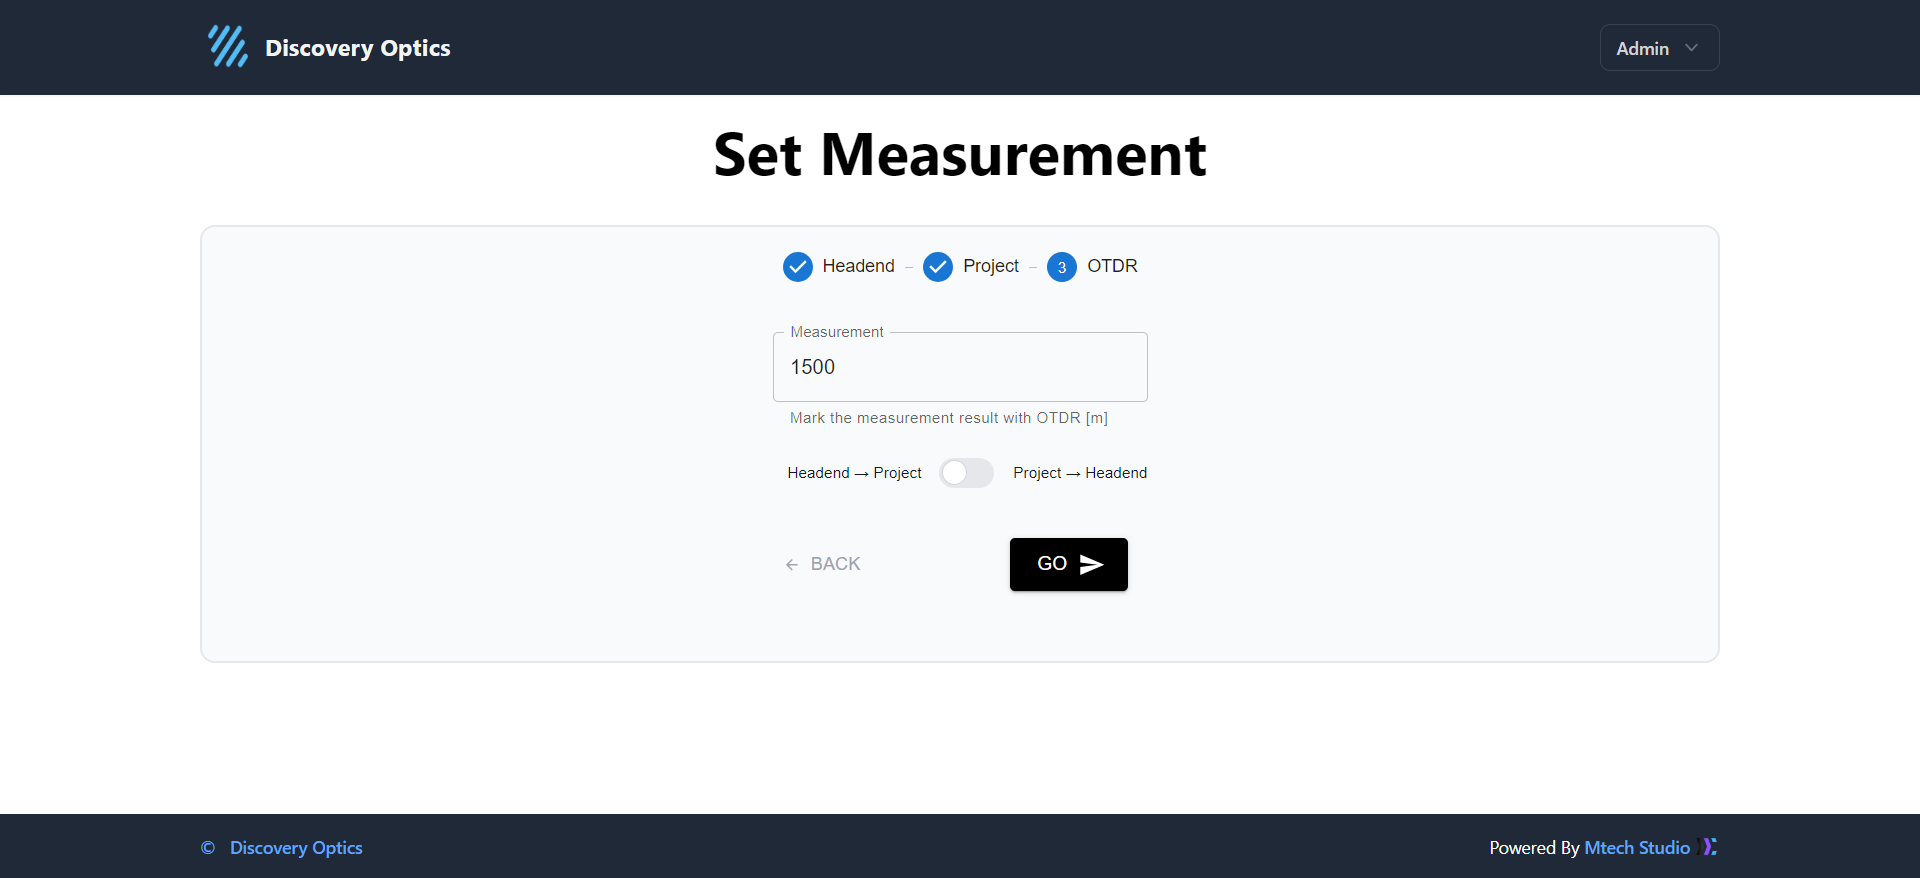 Discovery Optics
Admin
Set Measurement
Headend – Project – 3 OTDR
Measurement
1500
Mark the measurement result with OTDR [m]
Headend → Project Project → Headend
← BACK GO
© Discovery Optics
Powered By Mtech Studio